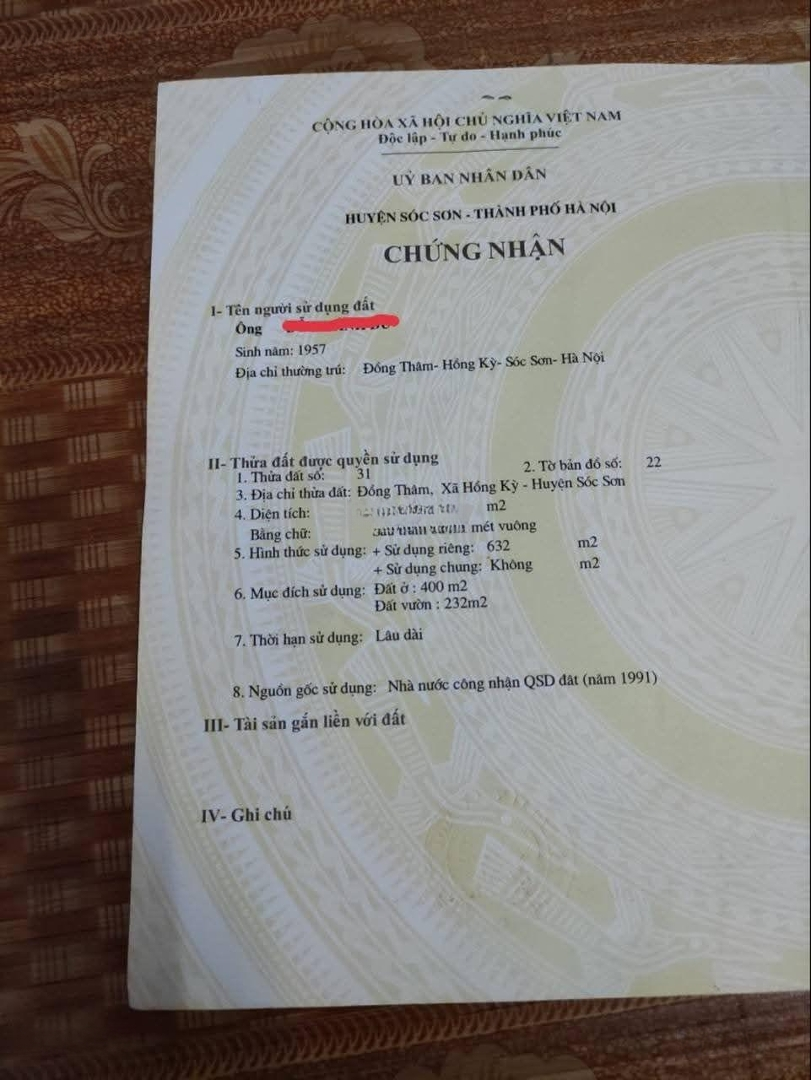 CỘNG HÒA XÃ HỘI CHỦ NGHĨA VIỆT NAM
Độc lập - Tự do - Hạnh phúc
UỶ BAN NHÂN DÂN
HUYỆN SÓC SƠN - THÀNH PHỐ HÀ NỘI
CHỨNG NHẬN
I- Tên người sử dụng đất
Ông
Sinh năm: 1957
Địa chỉ thường trú: Đồng Thâm- Hồng Kỳ- Sóc Sơn- Hà Nội
II- Thửa đất được quyền sử dụng
1. Thửa đất số: 31 2. Tờ bản đồ số: 22
3. Địa chỉ thửa đất: Đồng Thâm, Xã Hồng Kỳ - Huyện Sóc Sơn
4. Diện tích: m2
Bằng chữ: mét vuông
5. Hình thức sử dụng: + Sử dụng riêng: 632 m2
+ Sử dụng chung: Không m2
6. Mục đích sử dụng: Đất ở : 400 m2
Đất vườn : 232m2
7. Thời hạn sử dụng: Lâu dài
8. Nguồn gốc sử dụng: Nhà nước công nhận QSD đât (năm 1991)
III- Tài sản gắn liền với đất
IV- Ghi chú